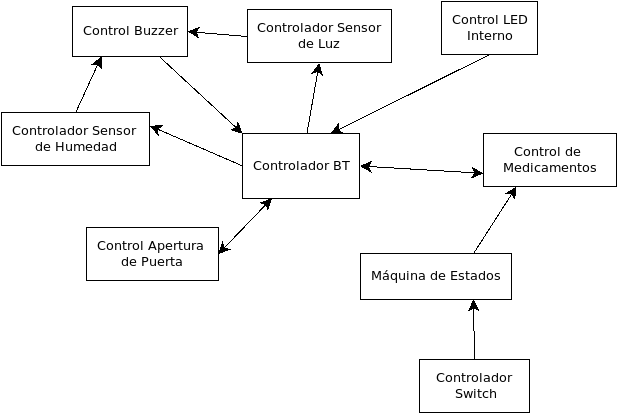 Control LED
Interno
Control Buzzer
Controlador Sensor
de Luz
Controlador Sensor
de Humedad
Controlador BT
Control de
Medicamentos
Control Apertura
de Puerta
Máquina de Estados
Controlador
Switch